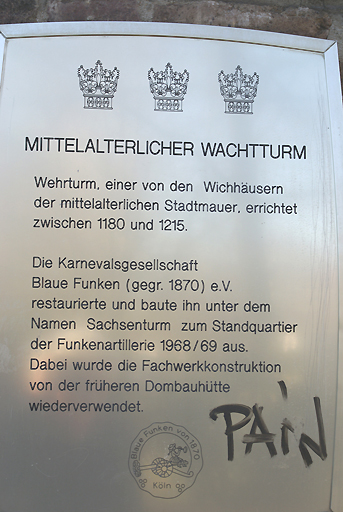 MITTELALTERLICHER WACHTTURM
Wehrturm, einer von den Wichhäusern
der mittelalterlichen Stadtmauer, errichtet
zwischen 1180 und 1215.
Die Karnevalsgesellschaft
Blaue Funken (gegr. 1870) e.V.
restaurierte und baute ihn unter dem
Namen Sachsenturm zum Standquartier
der Funkenartillerie 1968/69 aus.
Dabei wurde die Fachwerkkonstruktion
von der früheren Dombauhütte
wiederverwendet.
PAiN
Blaue Funken von 1870
Köln